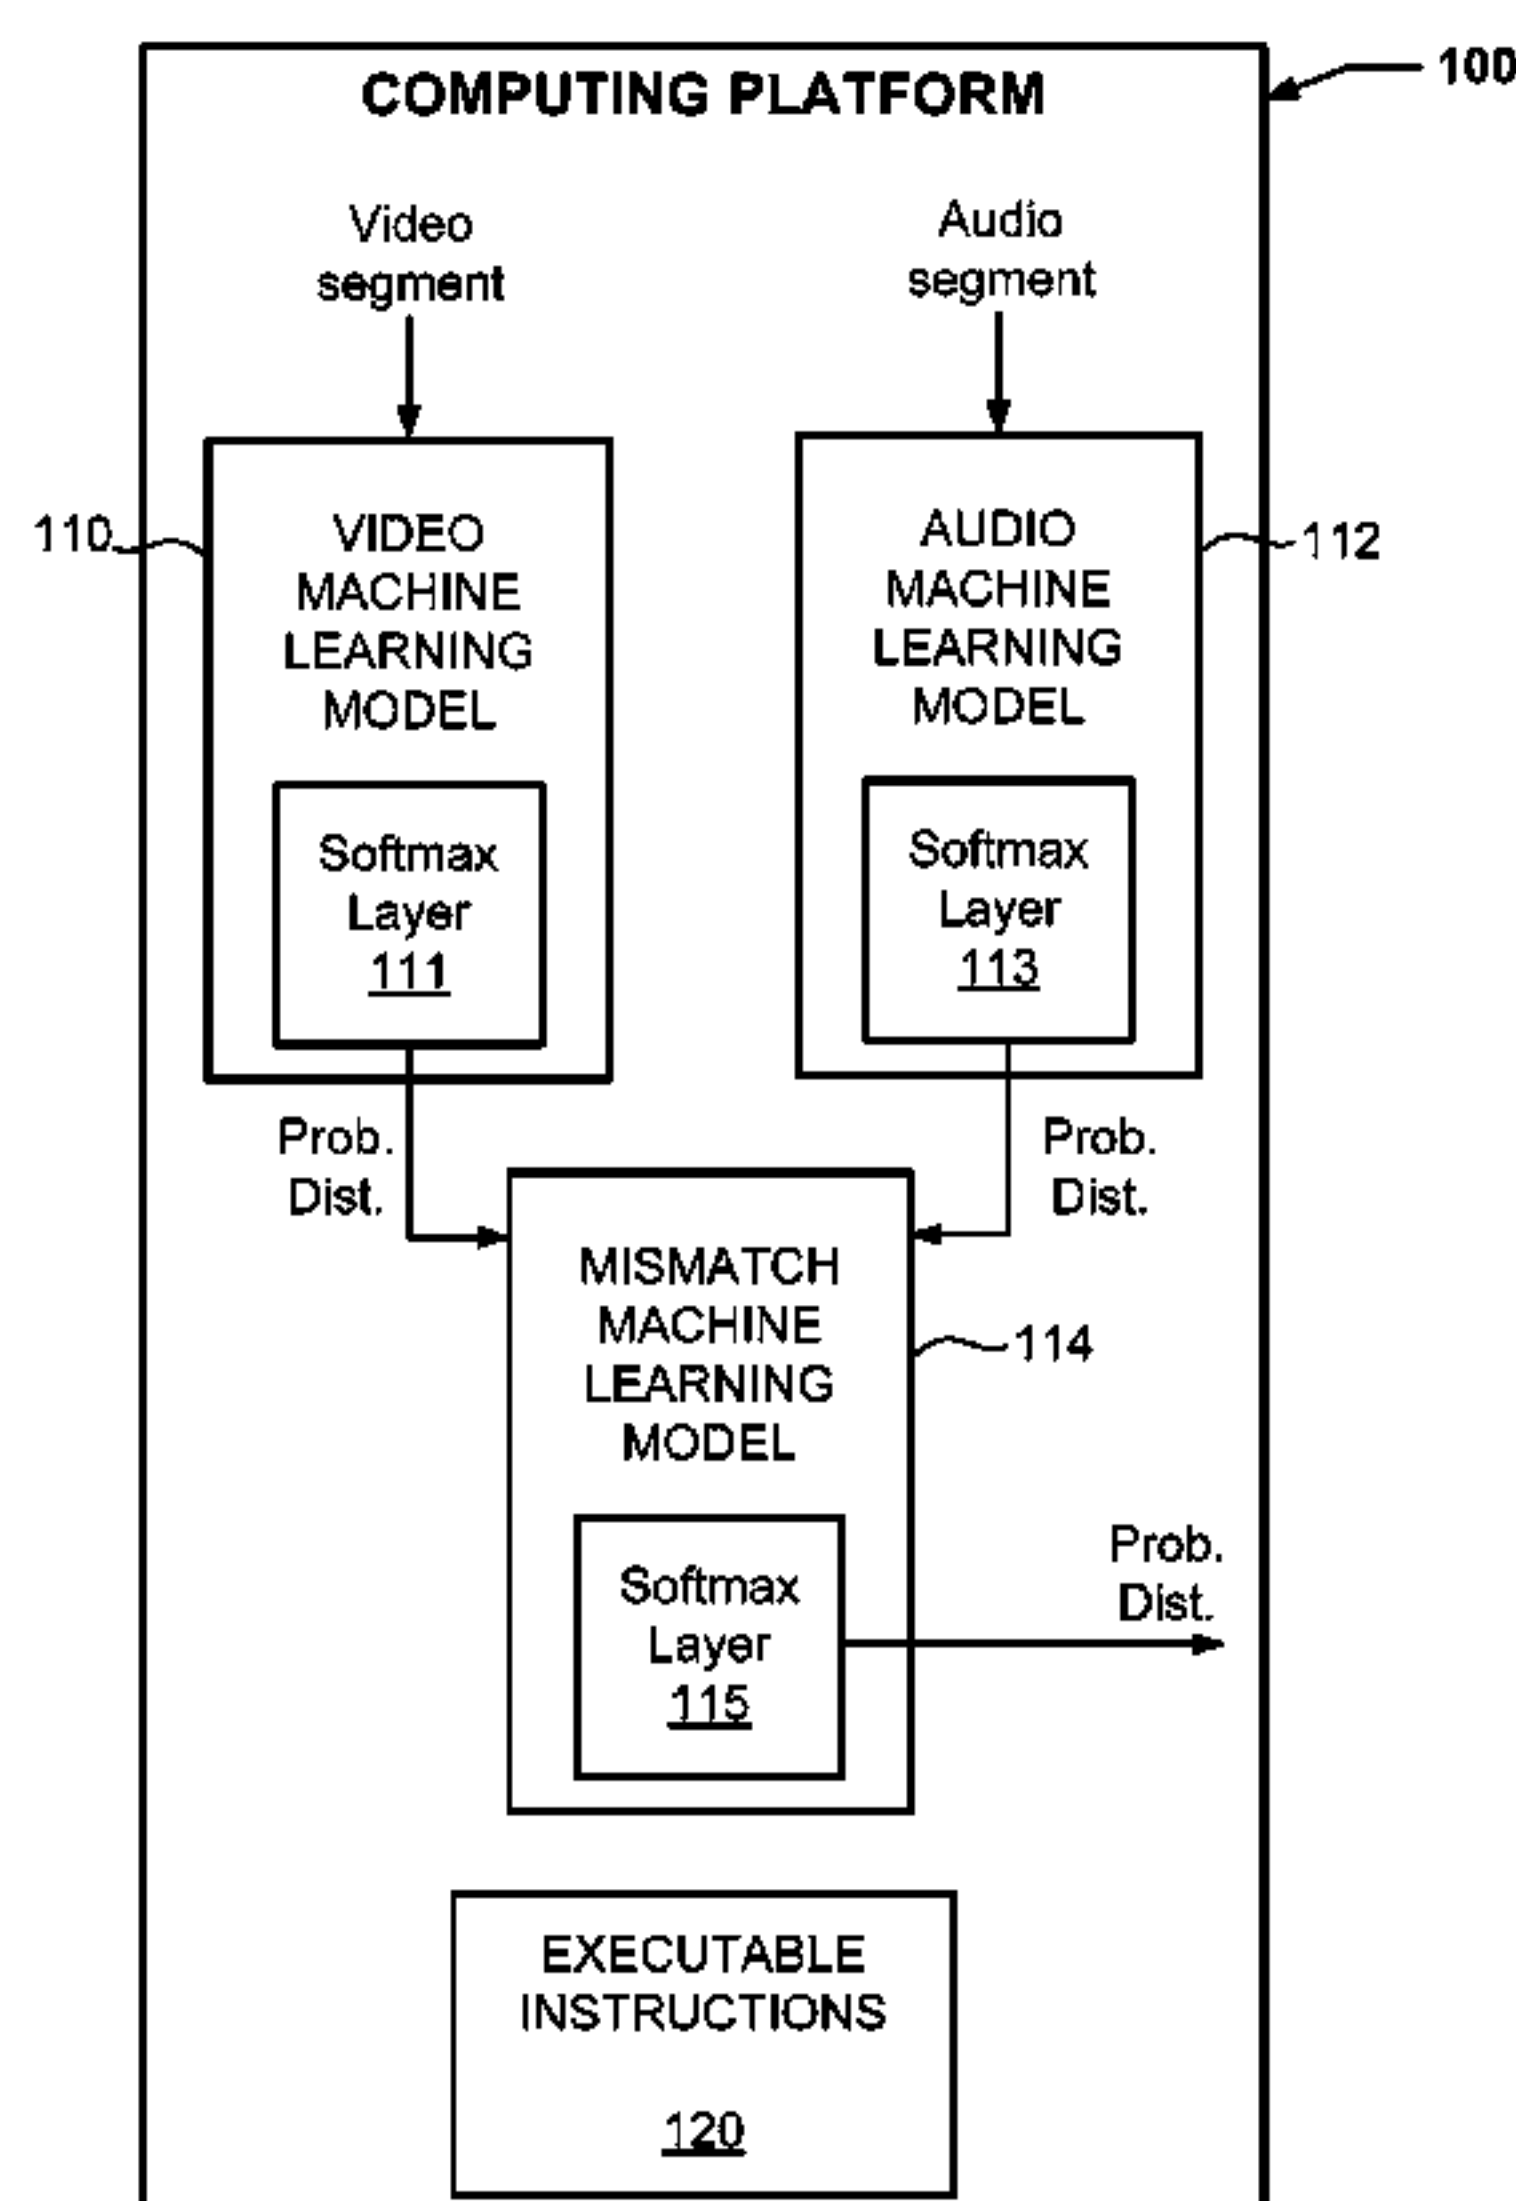 COMPUTING PLATFORM
100
Video
segment
Audio
segment
110
VIDEO
MACHINE
LEARNING
MODEL
Softmax
Layer
111
AUDIO
MACHINE
LEARNING
MODEL
112
Softmax
Layer
113
Prob.
Dist.
Prob.
Dist.
MISMATCH
MACHINE
LEARNING
MODEL
114
Softmax
Layer
115
Prob.
Dist.
EXECUTABLE
INSTRUCTIONS
120